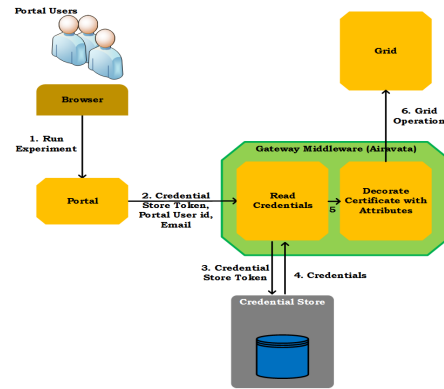 Portal Users
Browser
1. Run
Experiment
Portal
2. Credential
Store Token,
Portal User id,
Email
Gateway Middleware (Airavata)
Read
Credentials
5
Decorate
Certificate with
Attributes
6. Grid
Operation
Grid
3. Credential
Store Token
4. Credentials
Credential Store